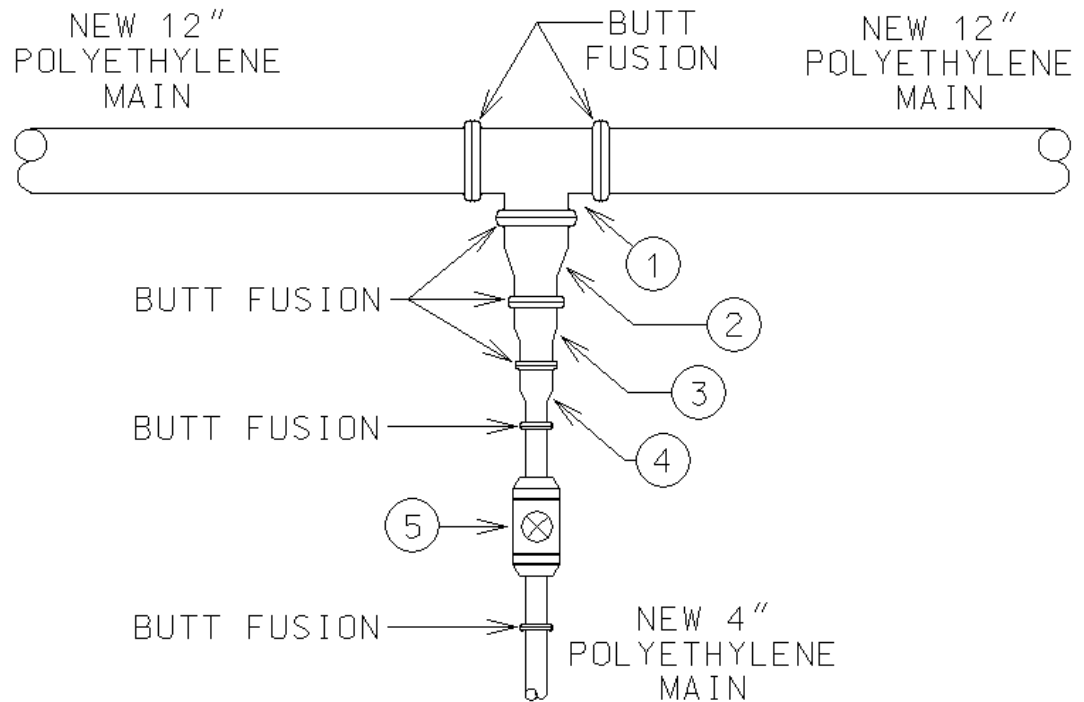 NEW 12"
POLYETHYLENE
MAIN
BUTT
FUSION
NEW 12"
POLYETHYLENE
MAIN
1
BUTT FUSION
2
3
BUTT FUSION
4
5
BUTT FUSION
NEW 4"
POLYETHYLENE
MAIN